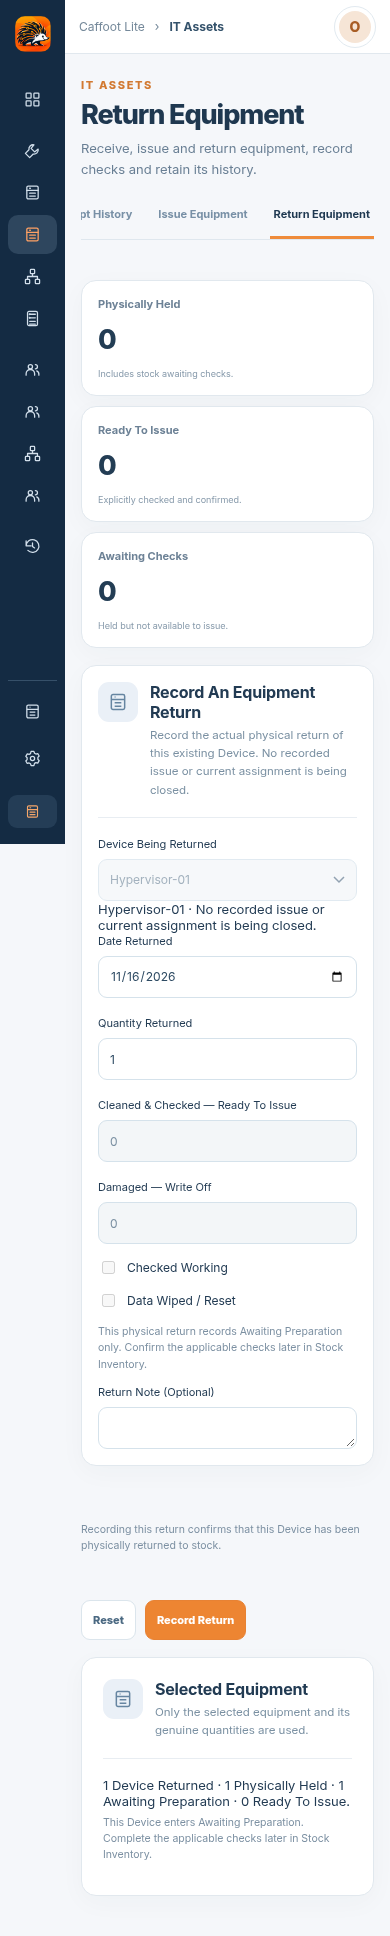 Caffoot Lite › IT Assets
O
IT ASSETS
Return Equipment
Receive, issue and return equipment, record
checks and retain its history.
pt History Issue Equipment Return Equipment
Physically Held
0
Includes stock awaiting checks.
Ready To Issue
0
Explicitly checked and confirmed.
Awaiting Checks
0
Held but not available to issue.
Record An Equipment
Return
Record the actual physical return of
this existing Device. No recorded
issue or current assignment is being
closed.
Device Being Returned
Hypervisor-01
Hypervisor-01 · No recorded issue or
current assignment is being closed.
Date Returned
11/16/2026
Quantity Returned
1
Cleaned & Checked — Ready To Issue
0
Damaged — Write Off
0
Checked Working
Data Wiped / Reset
This physical return records Awaiting Preparation
only. Confirm the applicable checks later in Stock
Inventory.
Return Note (Optional)
Recording this return confirms that this Device has been
physically returned to stock.
Reset Record Return
Selected Equipment
Only the selected equipment and its
genuine quantities are used.
1 Device Returned · 1 Physically Held · 1
Awaiting Preparation · 0 Ready To Issue.
This Device enters Awaiting Preparation.
Complete the applicable checks later in Stock
Inventory.